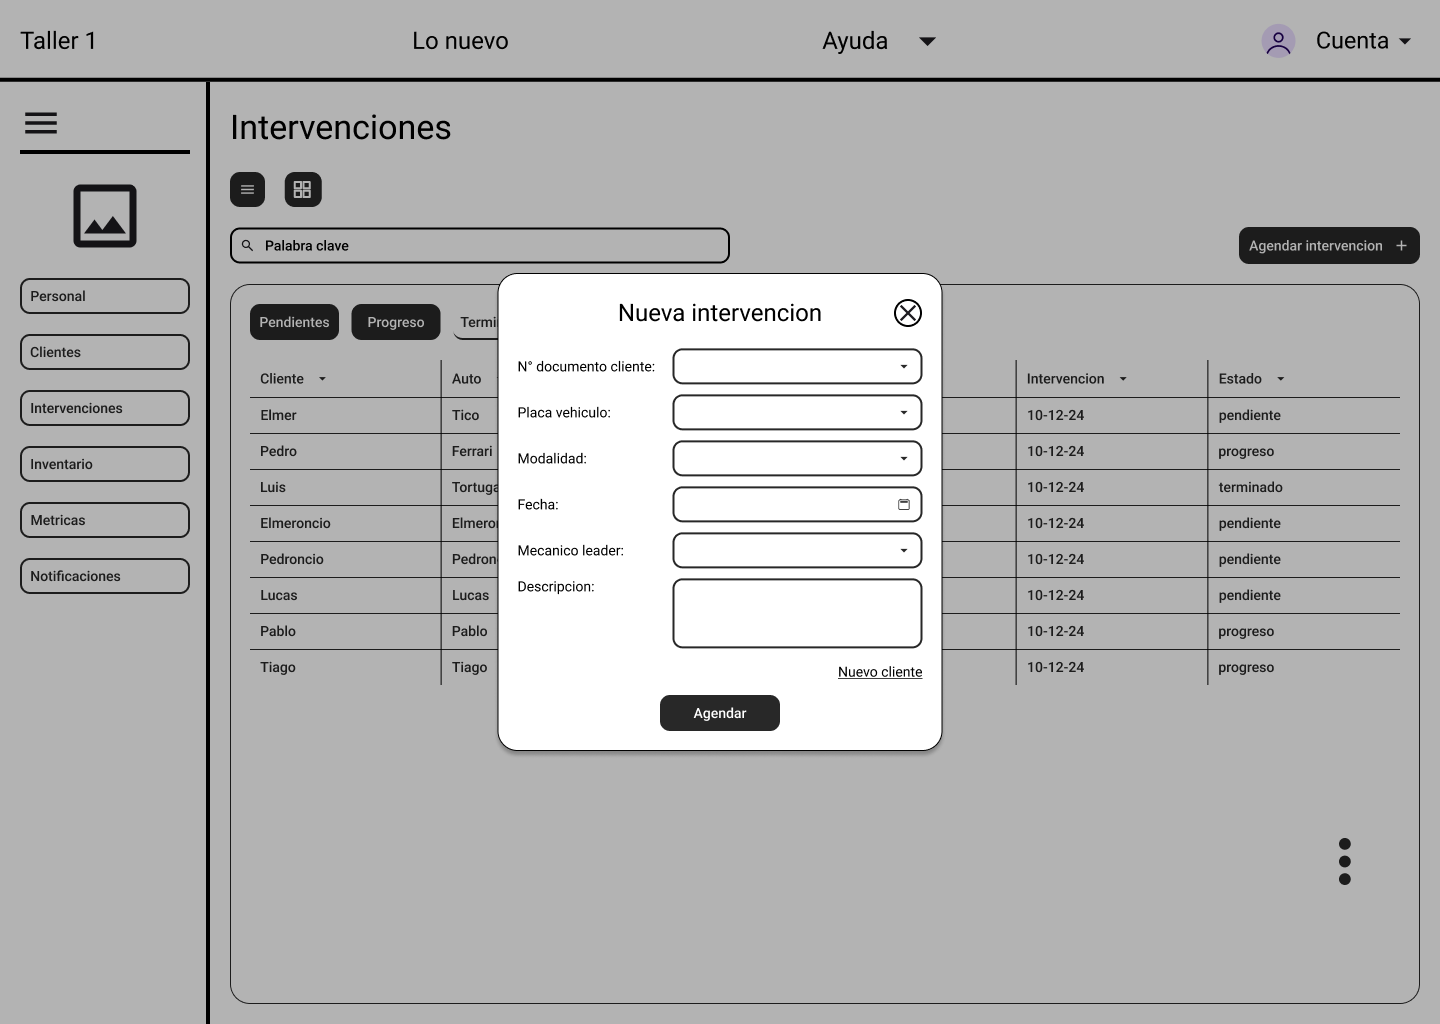 Taller 1
Lo nuevo
Ayuda
Cuenta
Intervenciones
Palabra clave
Agendar intervencion
Personal
Clientes
Intervenciones
Inventario
Metricas
Notificaciones
Pendientes
Progreso
Termi
Cliente Auto Intervencion Estado
Elmer Tico 10-12-24 pendiente
Pedro Ferrari 10-12-24 progreso
Luis Tortuga 10-12-24 terminado
Elmeroncio Elmeron 10-12-24 pendiente
Pedroncio Pedron 10-12-24 pendiente
Lucas Lucas 10-12-24 pendiente
Pablo Pablo 10-12-24 progreso
Tiago Tiago 10-12-24 progreso
Nueva intervencion
N° documento cliente:
Placa vehiculo:
Modalidad:
Fecha:
Mecanico leader:
Descripcion:
Nuevo cliente
Agendar